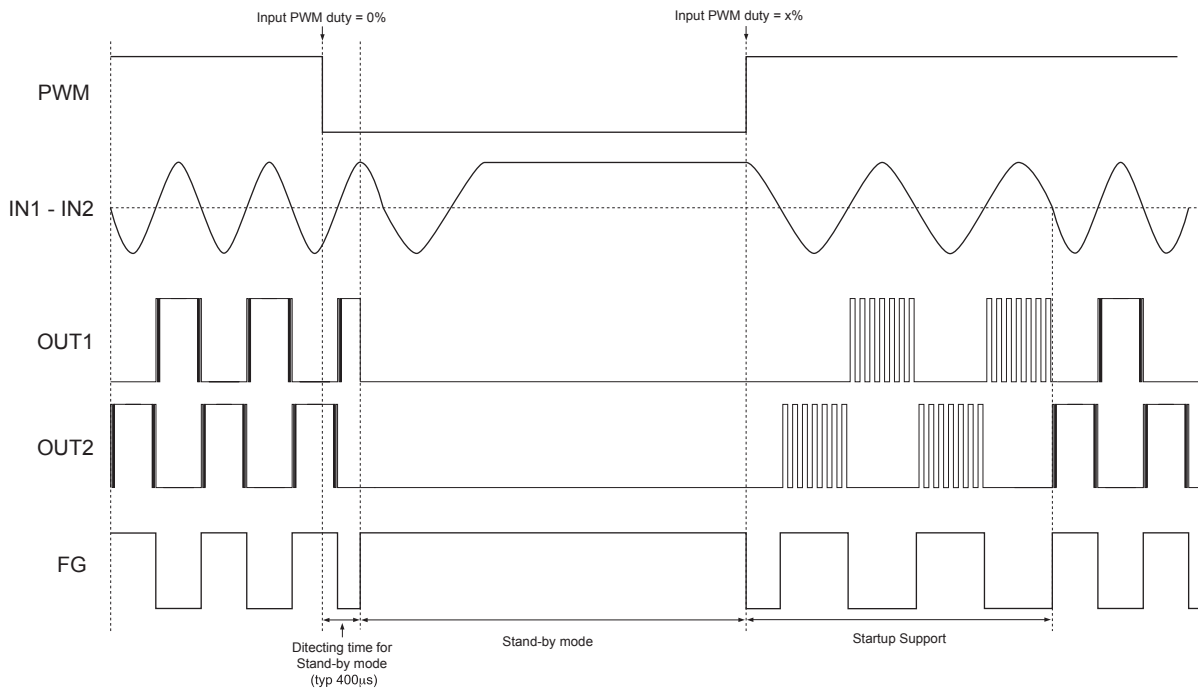 Input PWM duty = 0%
Input PWM duty = x%
PWM
IN1 - IN2
OUT1
OUT2
FG
Ditecting time for
Stand-by mode
(typ 400μs)
Stand-by mode
Startup Support